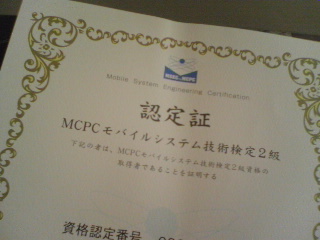 MCPC
Mobile System Engineering Certification
認定証
MCPCモバイルシステム技術検定2級
下記の者は、MCPCモバイルシステム技術検定2級資格の
取得者であることを証明する
資格認定番号